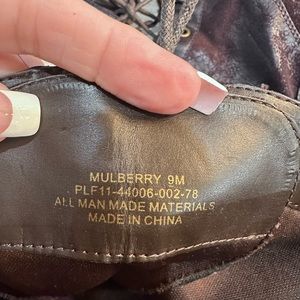 MULBERRY 9M
PLF11-44006-002-78
ALL MAN MADE MATERIALS
MADE IN CHINA